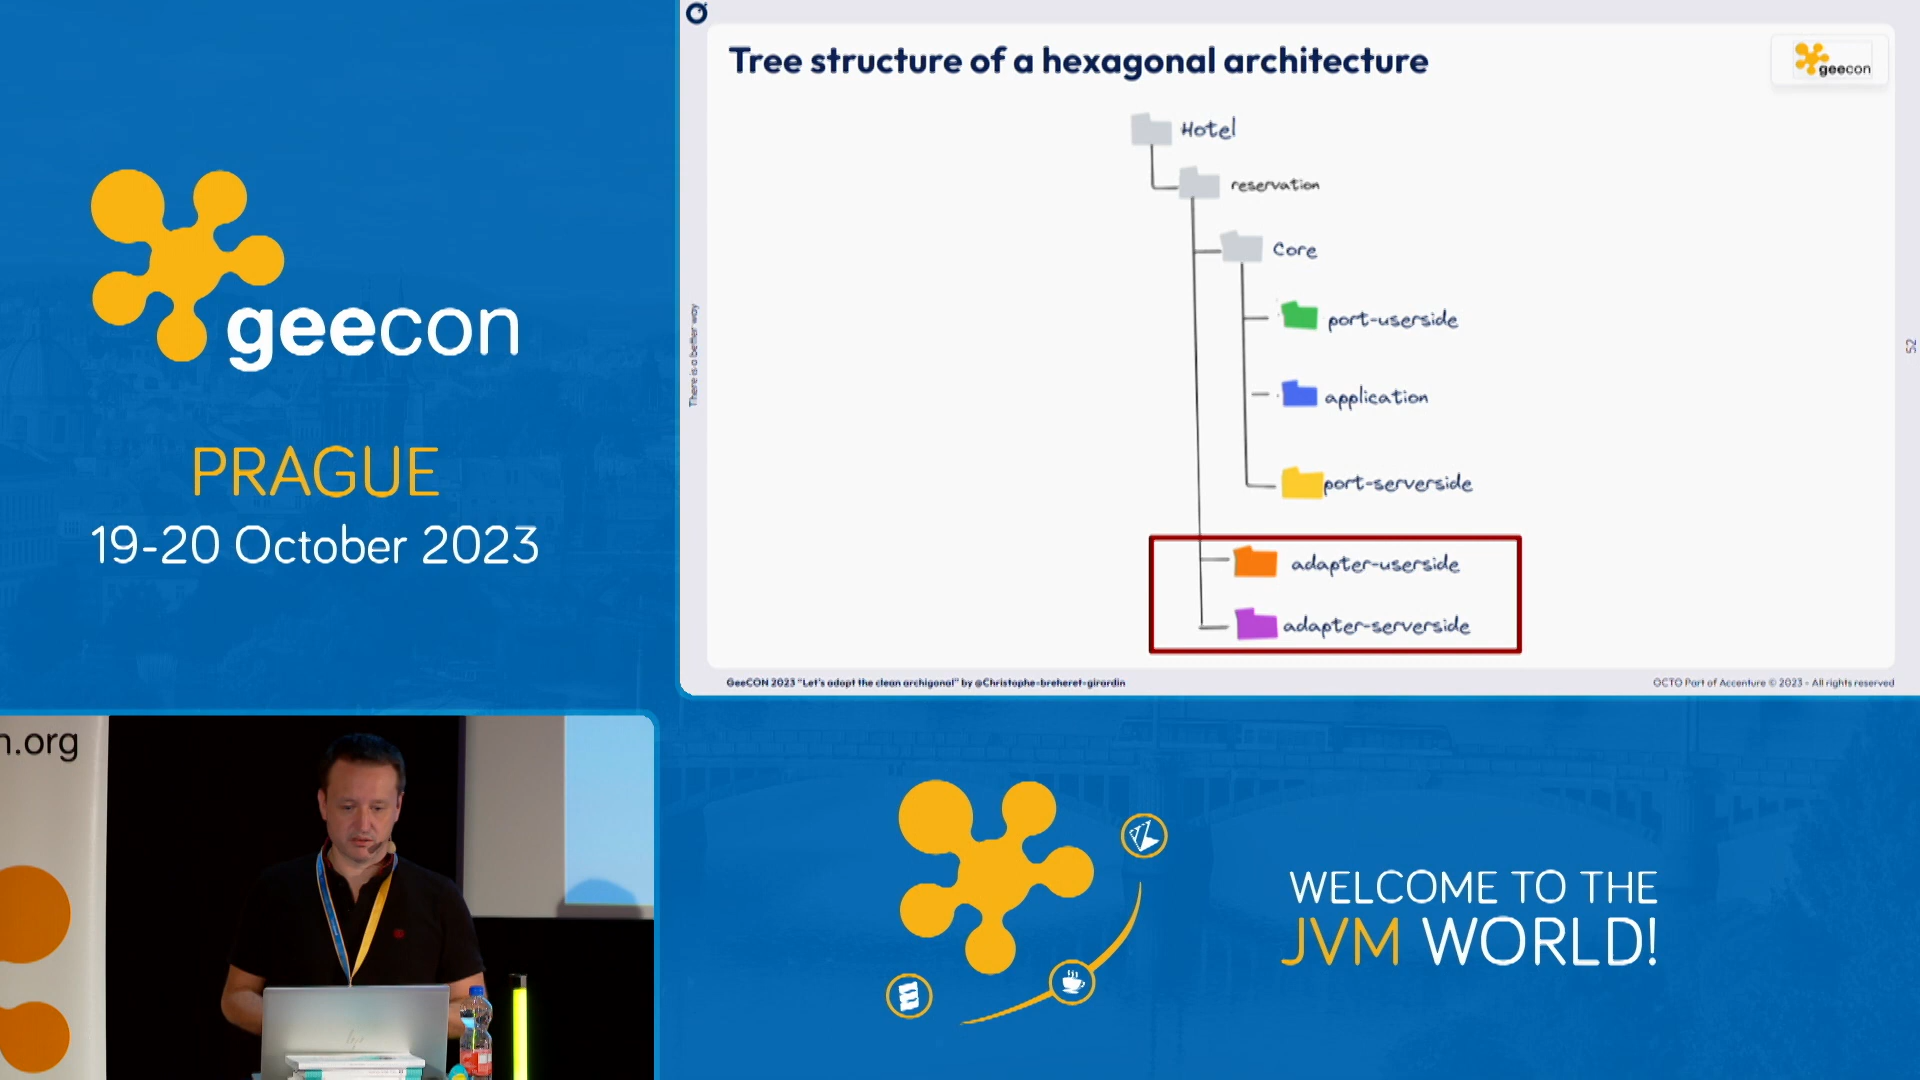 geecon
PRAGUE
19-20 October 2023
n.org
Tree structure of a hexagonal architecture
geecon
Hotel
reservation
Core
port-userside
application
port-serverside
adapter-userside
adapter-serverside
There is a better way
52
GeeCON 2023 "Let's adopt the clean archigonal" by @Christophe-breheret-girardin
OCTO Part of Accenture © 2023 - All rights reserved
WELCOME TO THE
JVM WORLD!